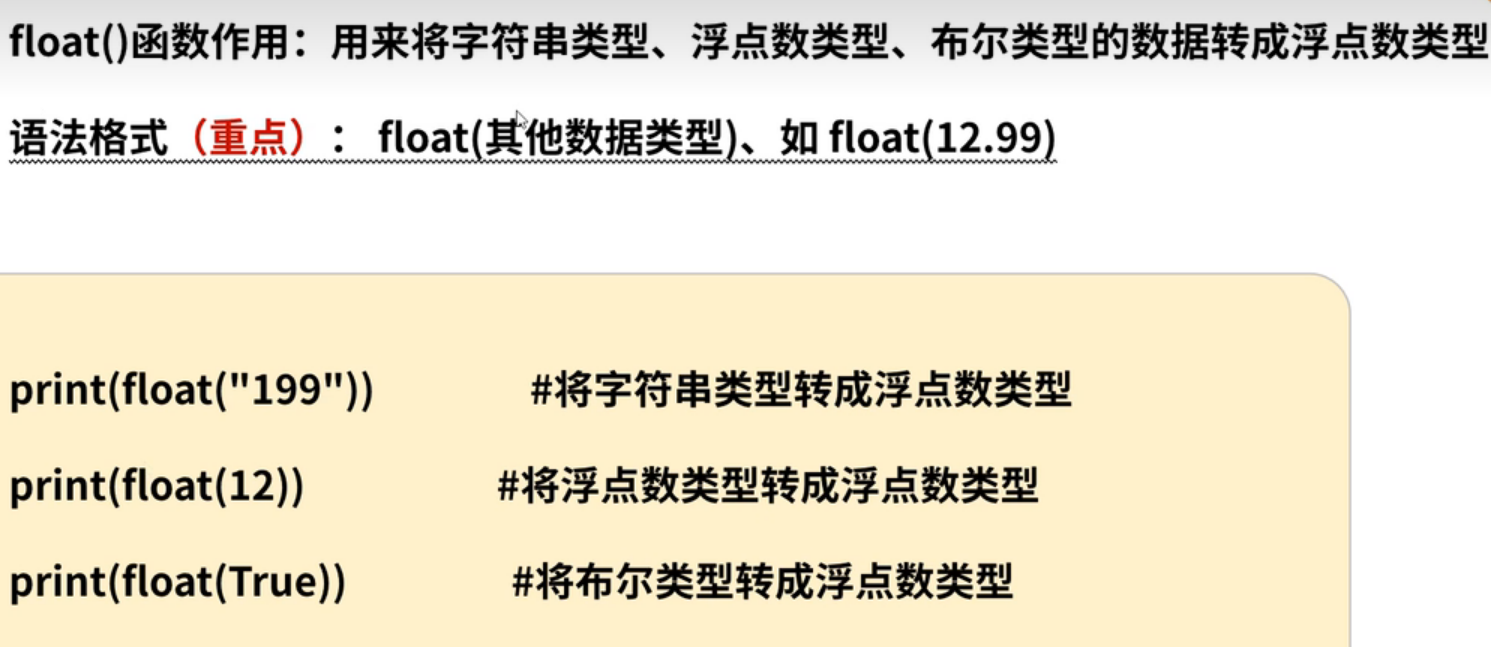 float()函数作用：用来将字符串类型、浮点数类型、布尔类型的数据转成浮点数类型
语法格式（重点）： float(其他数据类型)、如 float(12.99)
print(float("199")) #将字符串类型转成浮点数类型
print(float(12)) #将浮点数类型转成浮点数类型
print(float(True)) #将布尔类型转成浮点数类型